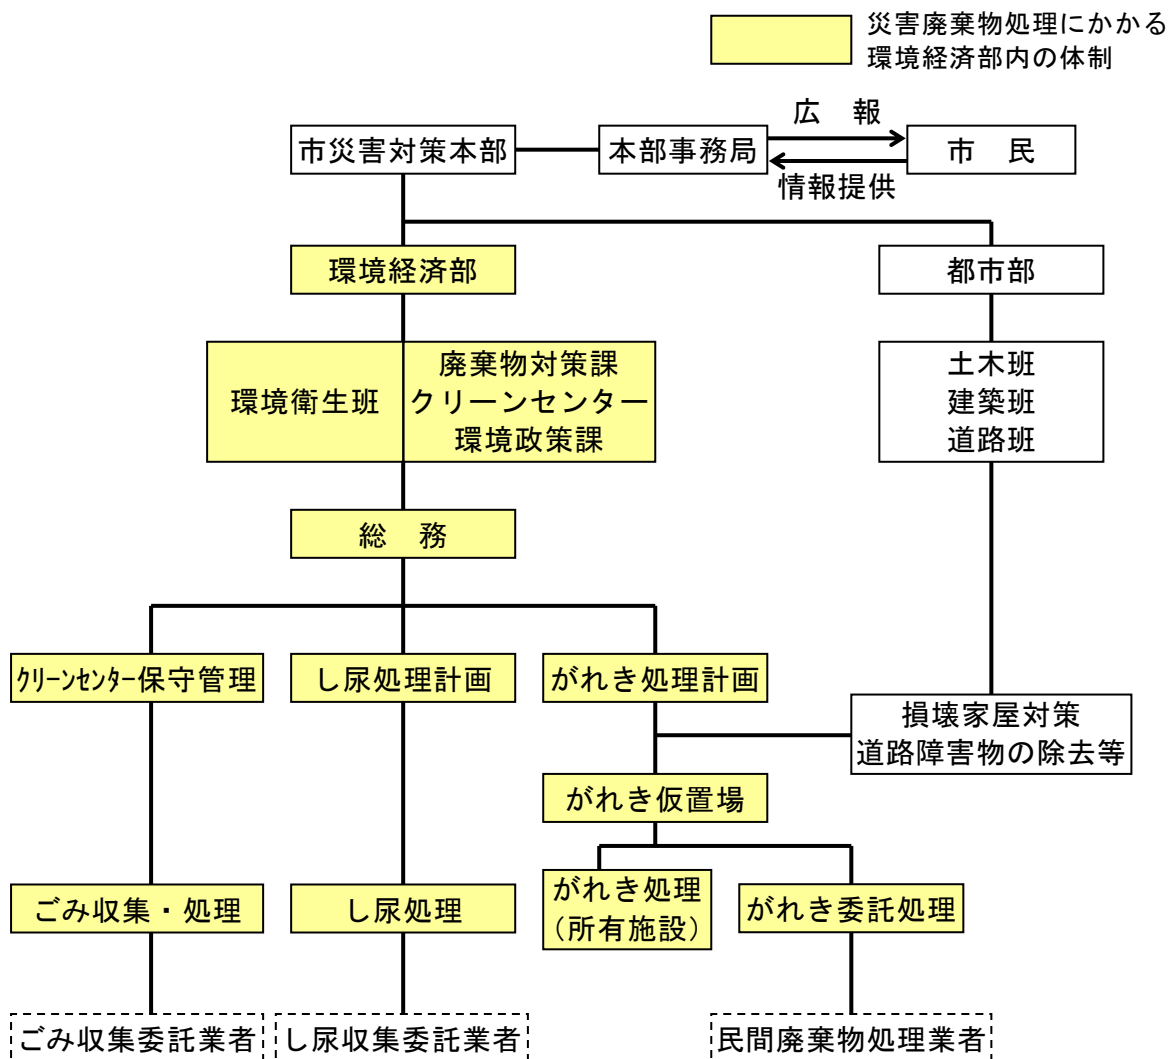 災害廃棄物処理にかかる
環境経済部内の体制
広　報
市災害対策本部
本部事務局
市　民
情報提供
環境経済部
都市部
環境衛生班
廃棄物対策課
クリーンセンター
環境政策課
土木班
建築班
道路班
総　務
ｸﾘｰﾝｾﾝﾀｰ保守管理
し尿処理計画
がれき処理計画
損壊家屋対策
道路障害物の除去等
がれき仮置場
ごみ収集・処理
し尿処理
がれき処理
（所有施設）
がれき委託処理
ごみ収集委託業者
し尿収集委託業者
民間廃棄物処理業者